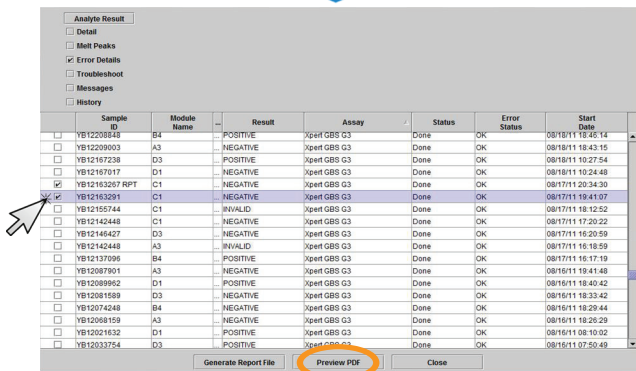 Analyte Result
Detail
Melt Peaks
Error Details
Troubleshoot
Messages
History
Sample ID Module Name ... Result Assay Status Error Status Start Date
YB12208848 B4 ... POSITIVE Xpert GBS G3 Done OK 08/18/11 18:46:14
YB12209003 A3 ... NEGATIVE Xpert GBS G3 Done OK 08/18/11 18:43:15
YB12167238 D3 ... POSITIVE Xpert GBS G3 Done OK 08/18/11 10:27:54
YB12167017 D1 ... NEGATIVE Xpert GBS G3 Done OK 08/18/11 10:24:48
YB12163267 RPT C1 ... NEGATIVE Xpert GBS G3 Done OK 08/17/11 20:34:30
YB12163291 C1 ... NEGATIVE Xpert GBS G3 Done OK 08/17/11 19:41:07
YB12155744 C1 ... INVALID Xpert GBS G3 Done OK 08/17/11 18:12:52
YB12142448 C1 ... NEGATIVE Xpert GBS G3 Done OK 08/17/11 17:20:22
YB12146427 D3 ... NEGATIVE Xpert GBS G3 Done OK 08/17/11 16:20:59
YB12142448 A3 ... INVALID Xpert GBS G3 Done OK 08/17/11 16:18:59
YB12137096 B4 ... POSITIVE Xpert GBS G3 Done OK 08/17/11 16:17:19
YB12087901 A3 ... NEGATIVE Xpert GBS G3 Done OK 08/16/11 19:41:48
YB12089962 D1 ... POSITIVE Xpert GBS G3 Done OK 08/16/11 18:40:42
YB12081589 D3 ... NEGATIVE Xpert GBS G3 Done OK 08/16/11 18:33:42
YB12074248 B4 ... NEGATIVE Xpert GBS G3 Done OK 08/16/11 18:29:44
YB12068159 A3 ... NEGATIVE Xpert GBS G3 Done OK 08/16/11 18:26:29
YB12021632 D1 ... POSITIVE Xpert GBS G3 Done OK 08/16/11 08:10:02
YB12033754 D3 ... POSITIVE Xpert GBS G3 Done OK 08/16/11 07:50:49
Generate Report File Preview PDF Close